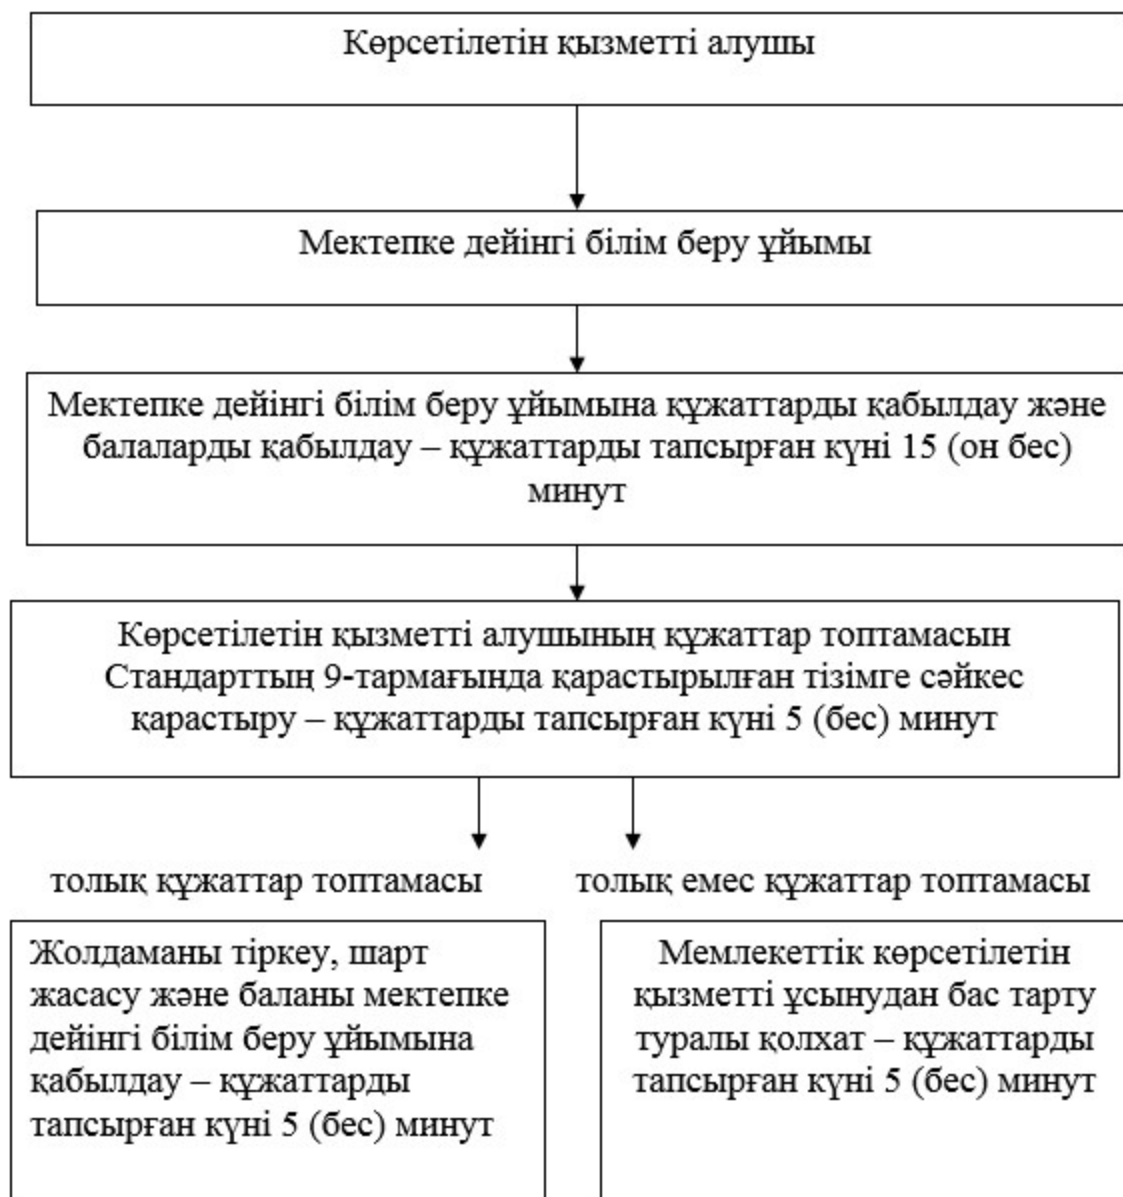 Көрсетілетін қызметті алушы
Мектепке дейінгі білім беру ұйымы
Мектепке дейінгі білім беру ұйымына құжаттарды қабылдау және
балаларды қабылдау – құжаттарды тапсырған күні 15 (он бес)
минут
Көрсетілетін қызметті алушының құжаттар топтамасын
Стандарттың 9-тармағында қарастырылған тізімге сәйкес
қарастыру – құжаттарды тапсырған күні 5 (бес) минут
толық құжаттар топтамасы
толық емес құжаттар топтамасы
Жолдаманы тіркеу, шарт
жасасу және баланы мектепке
дейінгі білім беру ұйымына
қабылдау – құжаттарды
тапсырған күні 5 (бес) минут
Мемлекеттік көрсетілетін
қызметті ұсынудан бас тарту
туралы қолхат – құжаттарды
тапсырған күні 5 (бес) минут